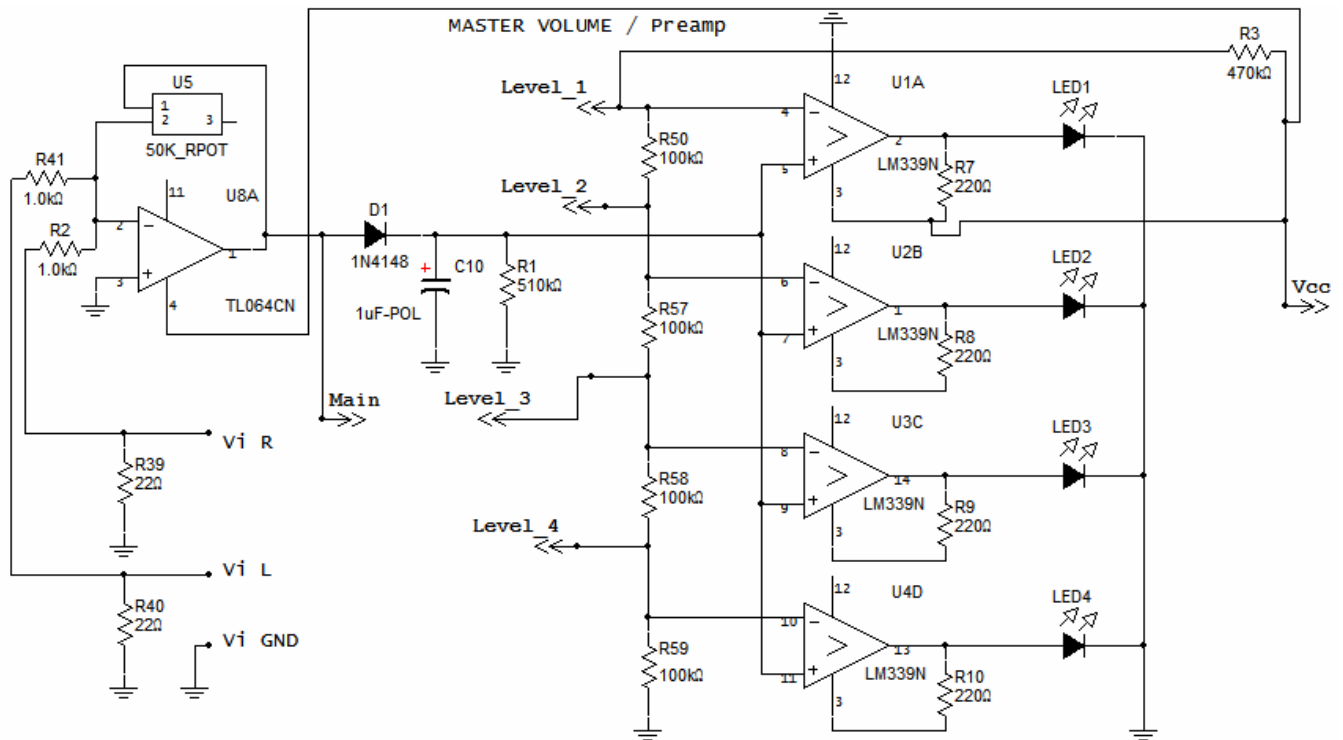 MASTER VOLUME / Preamp
R3
470kΩ
U5
1
2
3
50K_RPOT
Level_1
12
U1A
LED1
4
R50
100kΩ
2
LM339N
5
R7
220Ω
3
R41
1.0kΩ
11
U8A
Level_2
R2
1.0kΩ
2
1
3
4
TL064CN
D1
1N4148
+
C10
1uF-POL
R1
510kΩ
12
U2B
LED2
6
1
LM339N
7
R57
100kΩ
R8
220Ω
3
Vcc
Main
Level_3
12
U3C
LED3
Vi R
R39
22Ω
8
14
LM339N
9
R58
100kΩ
R9
220Ω
3
Level_4
Vi L
R40
22Ω
Vi GND
12
U4D
LED4
10
13
LM339N
11
R59
100kΩ
R10
220Ω
3